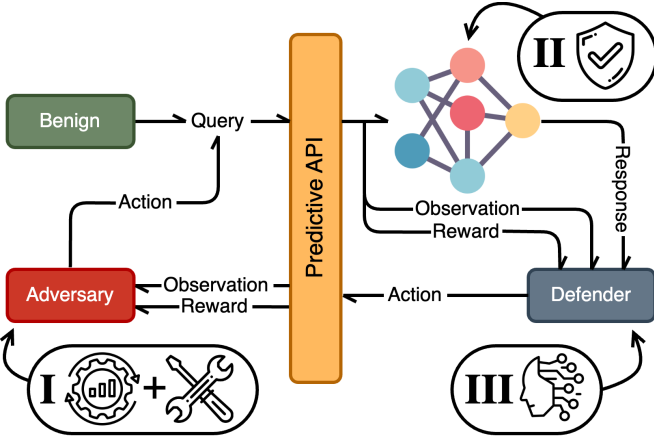 II
Benign
Query
Predictive API
Response
Action
Observation
Reward
Adversary
Observation
Reward
Action
Defender
I
+
III